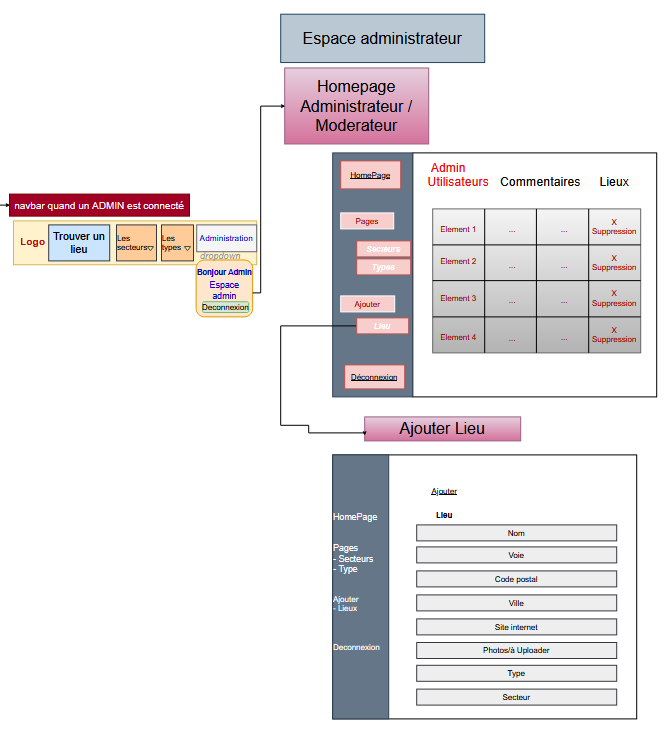 Espace administrateur
Homepage
Administrateur /
Moderateur
navbar quand un ADMIN est connecté
Logo
Trouver un
lieu
Les
secteurs
Les
types
Administration
dropdown
Bonjour Admin
Espace
admin
Deconnexion
HomePage
Pages
Secteurs
Types
Ajouter
Lieu
Déconnexion
Admin
Utilisateurs Commentaires Lieux
Element 1 ... ... X
Suppression
Element 2 ... ... X
Suppression
Element 3 ... ... X
Suppression
Element 4 ... ... X
Suppression
Ajouter Lieu
HomePage
Pages
- Secteurs
- Type
Ajouter
- Lieux
Deconnexion
Ajouter
Lieu
Nom
Voie
Code postal
Ville
Site internet
Photos/à Uploader
Type
Secteur